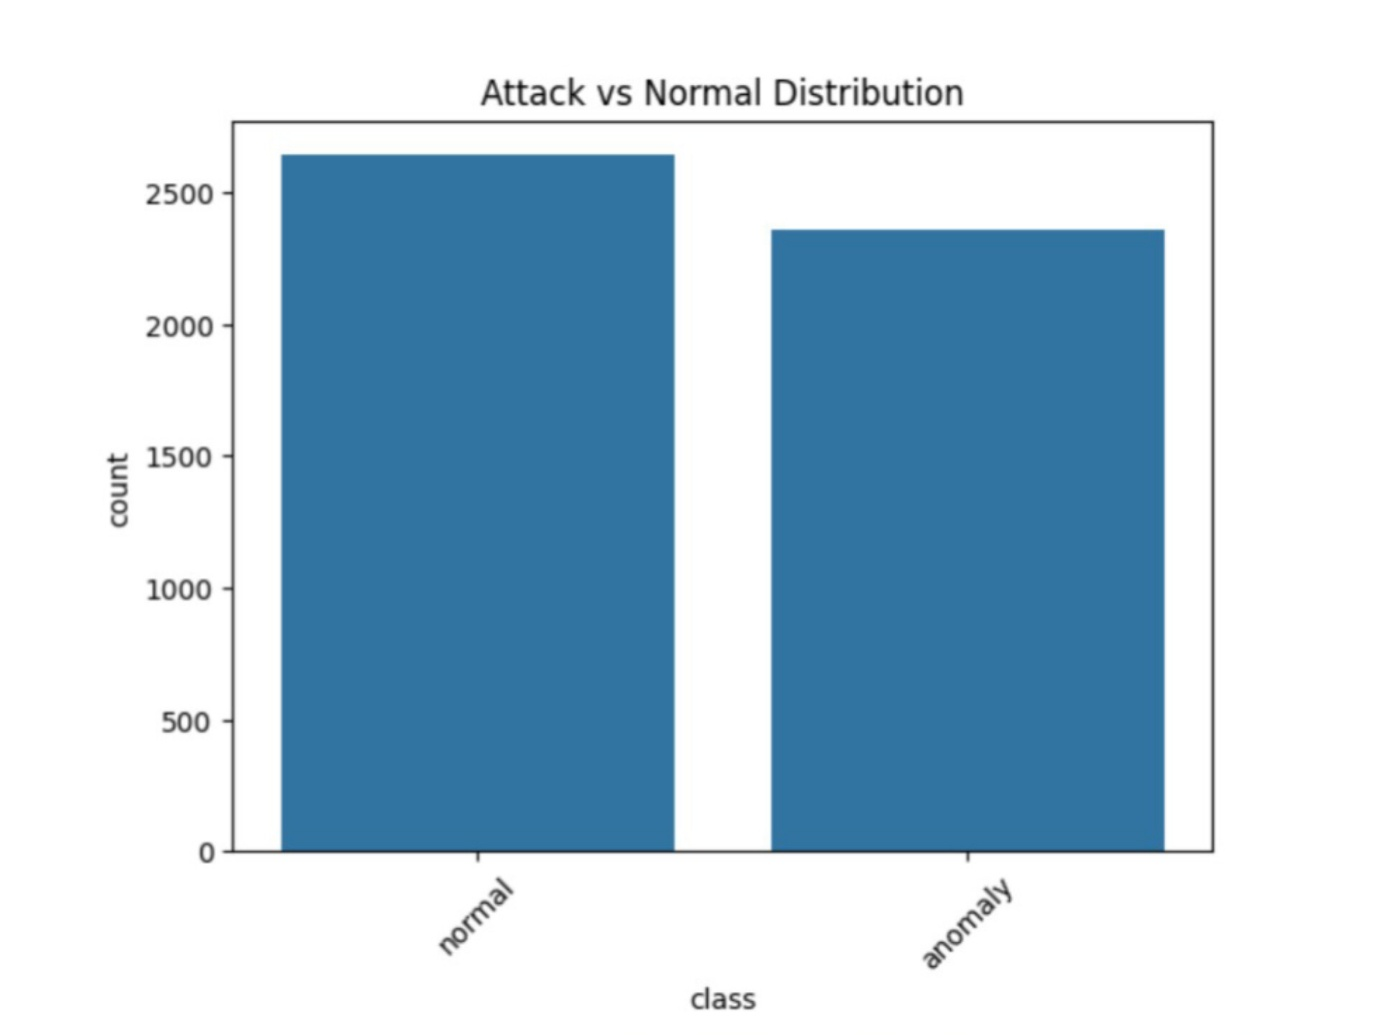 Attack vs Normal Distribution
2500
2000
1500
1000
500
0
count
normal
anomaly
class